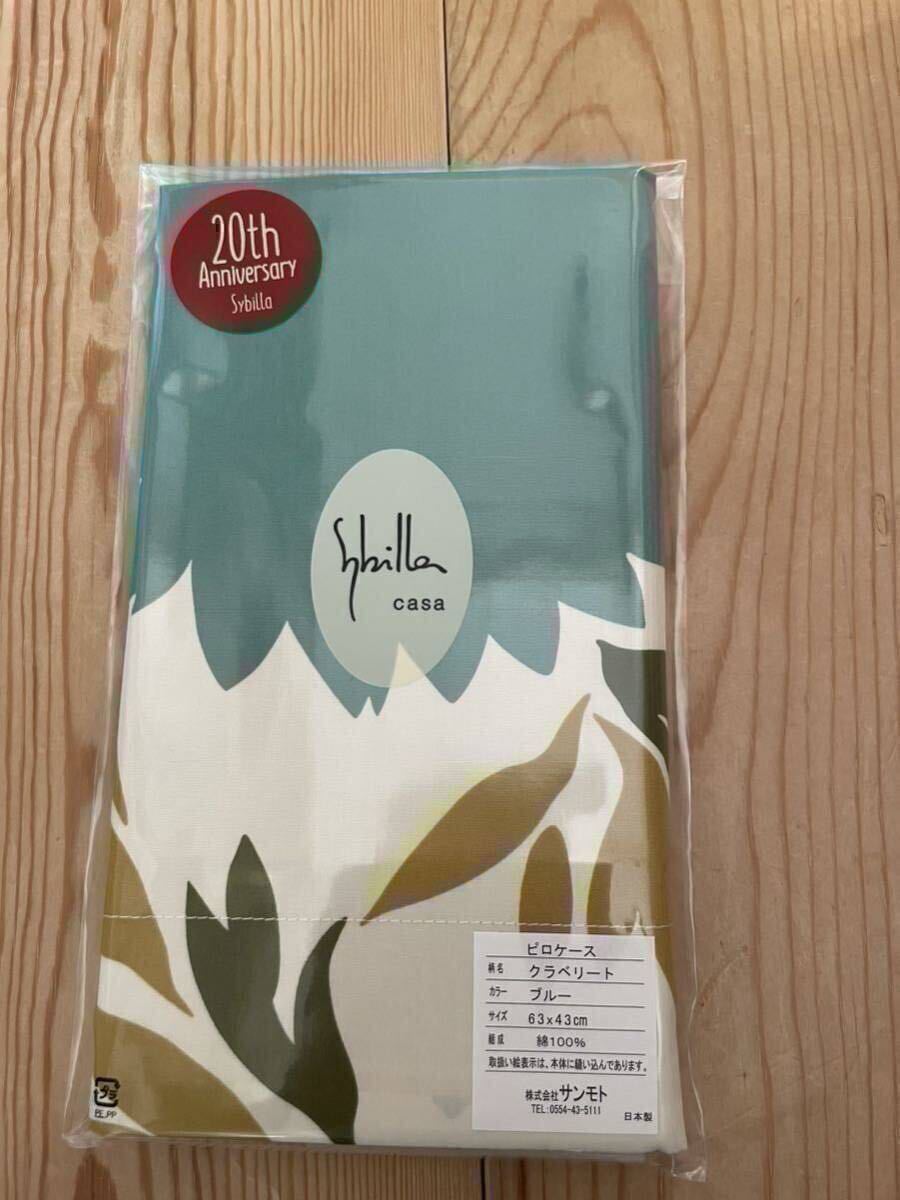 20th
Anniversary
Sybilla
Sybilla
casa
ピロケース
柄名 クラベリート
カラー ブルー
サイズ 63x43cm
組成 綿100%
取扱い絵表示は、本体に縫い込んであります。
株式会社サンモト
TEL:0554-43-5111 日本製
プラ
PE,PP